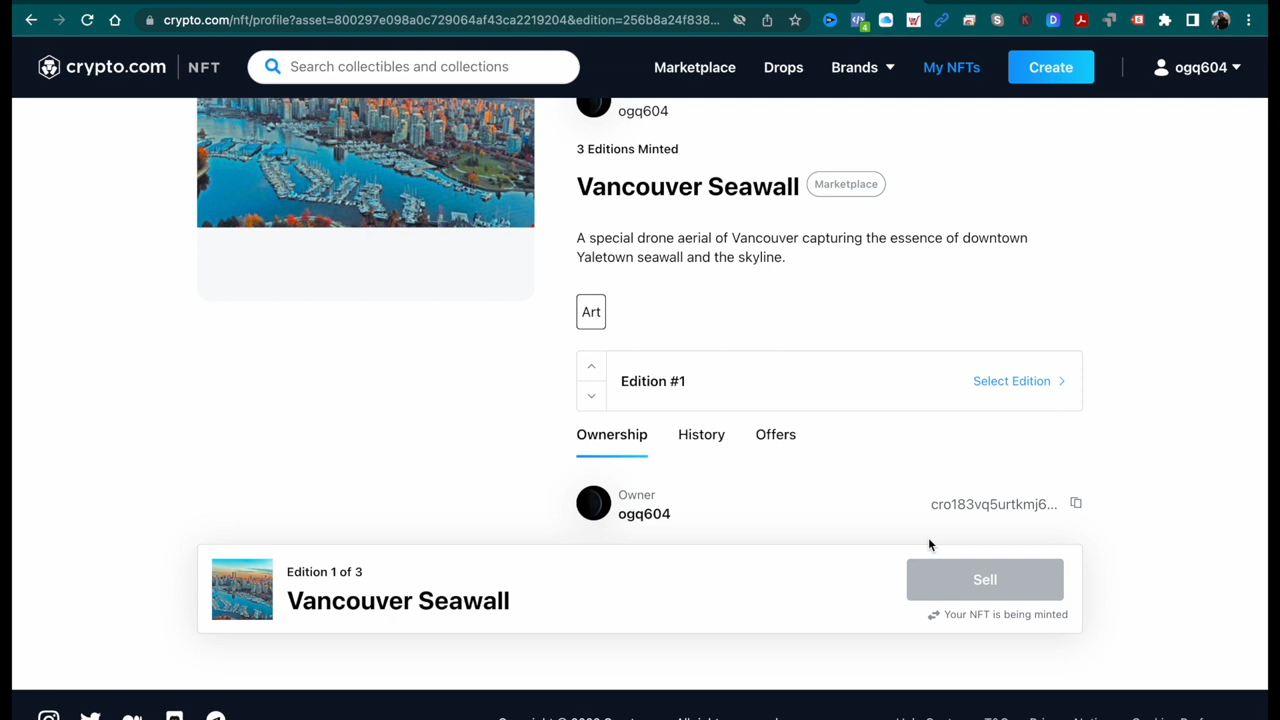 crypto.com/nft/profile?asset=800297e098a0c729064af43ca2219204&edition=256b8a24f838...
4
crypto.com NFT
Search collectibles and collections
Marketplace Drops Brands My NFTs Create ogq604
ogq604
3 Editions Minted
Vancouver Seawall Marketplace
A special drone aerial of Vancouver capturing the essence of downtown
Yaletown seawall and the skyline.
Art
Edition #1 Select Edition
Ownership History Offers
Owner
ogq604
cro183vq5urtkmj6...
Edition 1 of 3
Vancouver Seawall
Sell
Your NFT is being minted